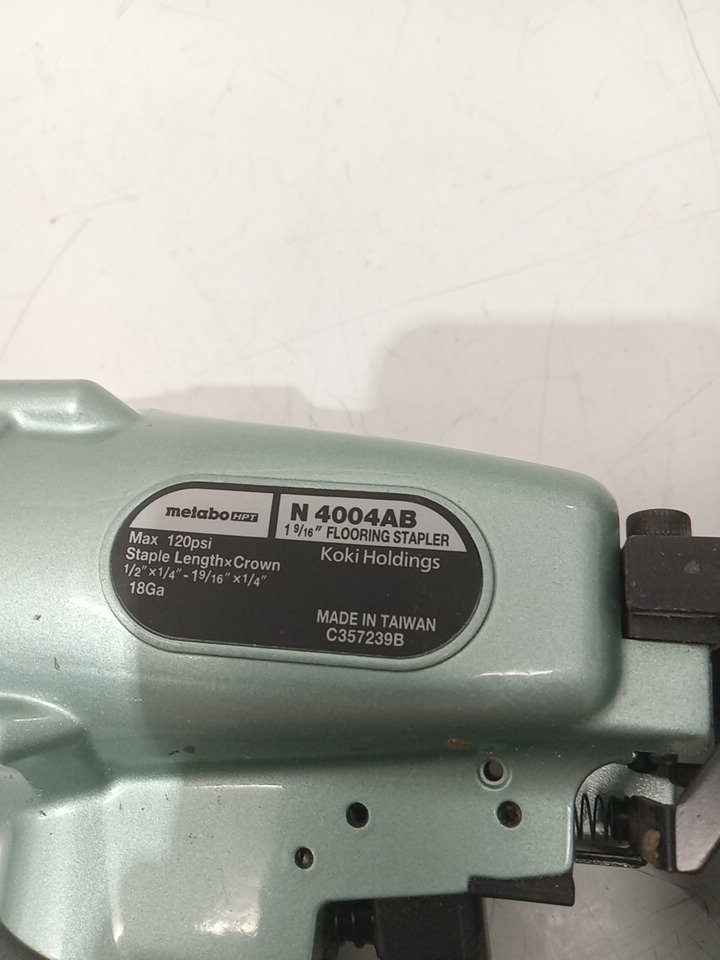 metabo HPT
N 4004AB
1 9/16" FLOORING STAPLER
Max 120psi
Staple Length×Crown
1/2"×1/4"-1 9/16"×1/4"
18Ga
Koki Holdings
MADE IN TAIWAN
C357239B